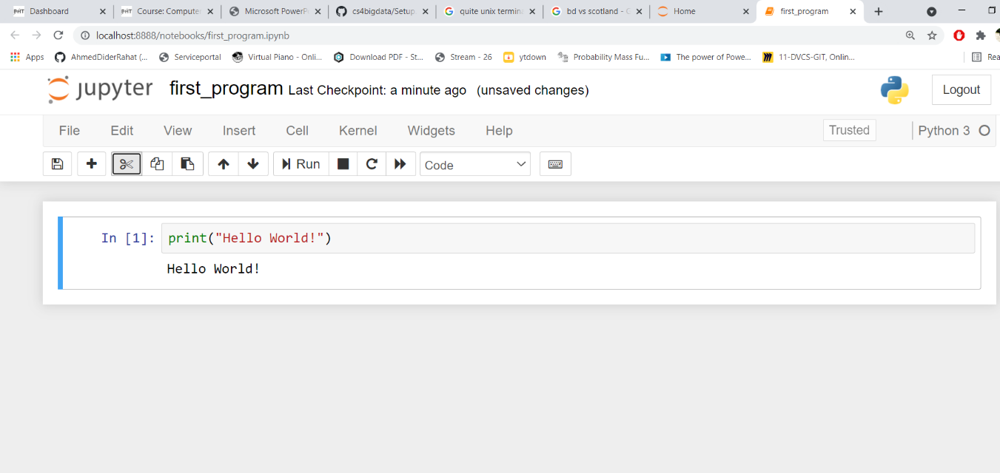 PHT Dashboard PHT Course: Compute Microsoft PowerP cs4bigdata/Setup G quite unix termina G bd vs scotland - G Home first_program
localhost:8888/notebooks/first_program.ipynb
Apps AhmedDiderRahat (... Serviceportal Virtual Piano - Onli... Download PDF - St... Stream - 26 ytdown Probability Mass Fu... The power of Powe... 11-DVCS-GIT, Onlin... Rea
jupyter first_program Last Checkpoint: a minute ago (unsaved changes) Logout
File Edit View Insert Cell Kernel Widgets Help Trusted Python 3
Run Code
In [1]: print("Hello World!")
Hello World!